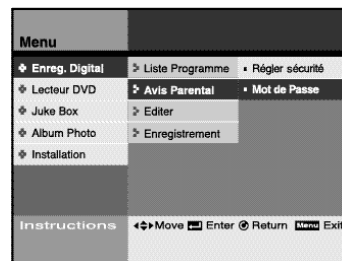 Menu
Enreg. Digital
Liste Programme
Régler sécurité
Lecteur DVD
Avis Parental
Mot de Passe
Juke Box
Editer
Album Photo
Enregistrement
Installation
Instructions
Move Enter Return Menu Exit